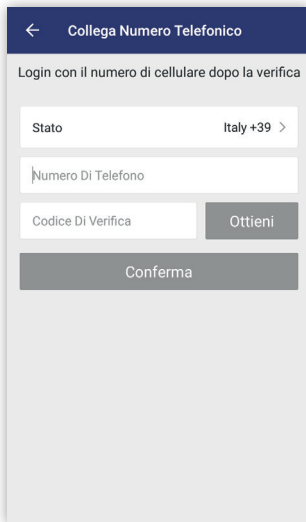 Collega Numero Telefonico
Login con il numero di cellulare dopo la verifica
Stato Italy +39
Numero Di Telefono
Codice Di Verifica Ottieni
Conferma